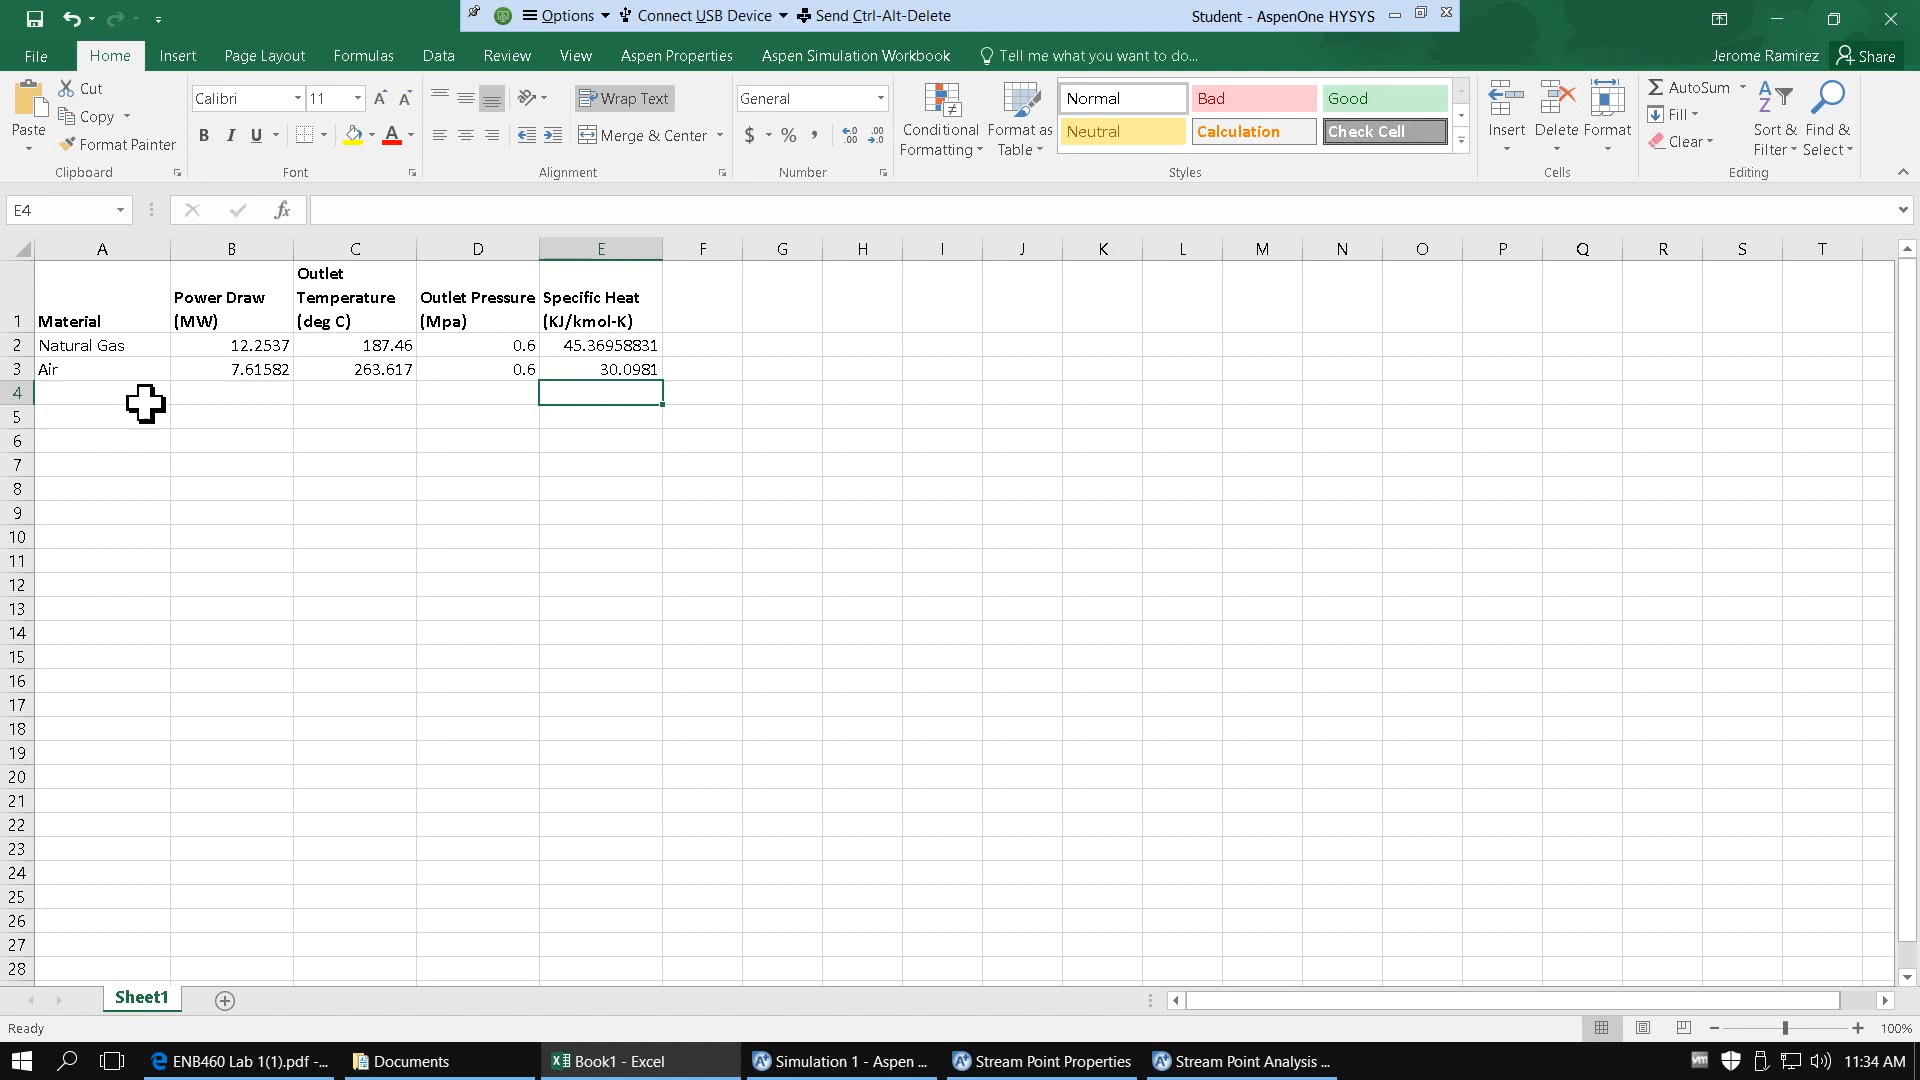 Options Connect USB Device Send Ctrl-Alt-Delete Student - AspenOne HYSYS
File Home Insert Page Layout Formulas Data Review View Aspen Properties Aspen Simulation Workbook Tell me what you want to do... Jerome Ramirez Share
Paste Cut Copy Format Painter Clipboard
Calibri 11 B I U A Font
Wrap Text Merge & Center Alignment
General $ % , Number
Conditional Formatting Format as Table
Normal Bad Good
Neutral Calculation Check Cell
Styles
Insert Delete Format Cells
AutoSum Fill Clear Sort & Filter Find & Select Editing
E4 fx
A B C D E F G H I J K L M N O P Q R S T
1 Material Power Draw (MW) Outlet Temperature (deg C) Outlet Pressure (Mpa) Specific Heat (KJ/kmol-K)
2 Natural Gas 12.2537 187.46 0.6 45.36958831
3 Air 7.61582 263.617 0.6 30.0981
4
5
6
7
8
9
10
11
12
13
14
15
16
17
18
19
20
21
22
23
24
25
26
27
28
Sheet1
Ready 100%
ENB460 Lab 1(1).pdf -... Documents Book1 - Excel Simulation 1 - Aspen ... Stream Point Properties Stream Point Analysis ... 11:34 AM